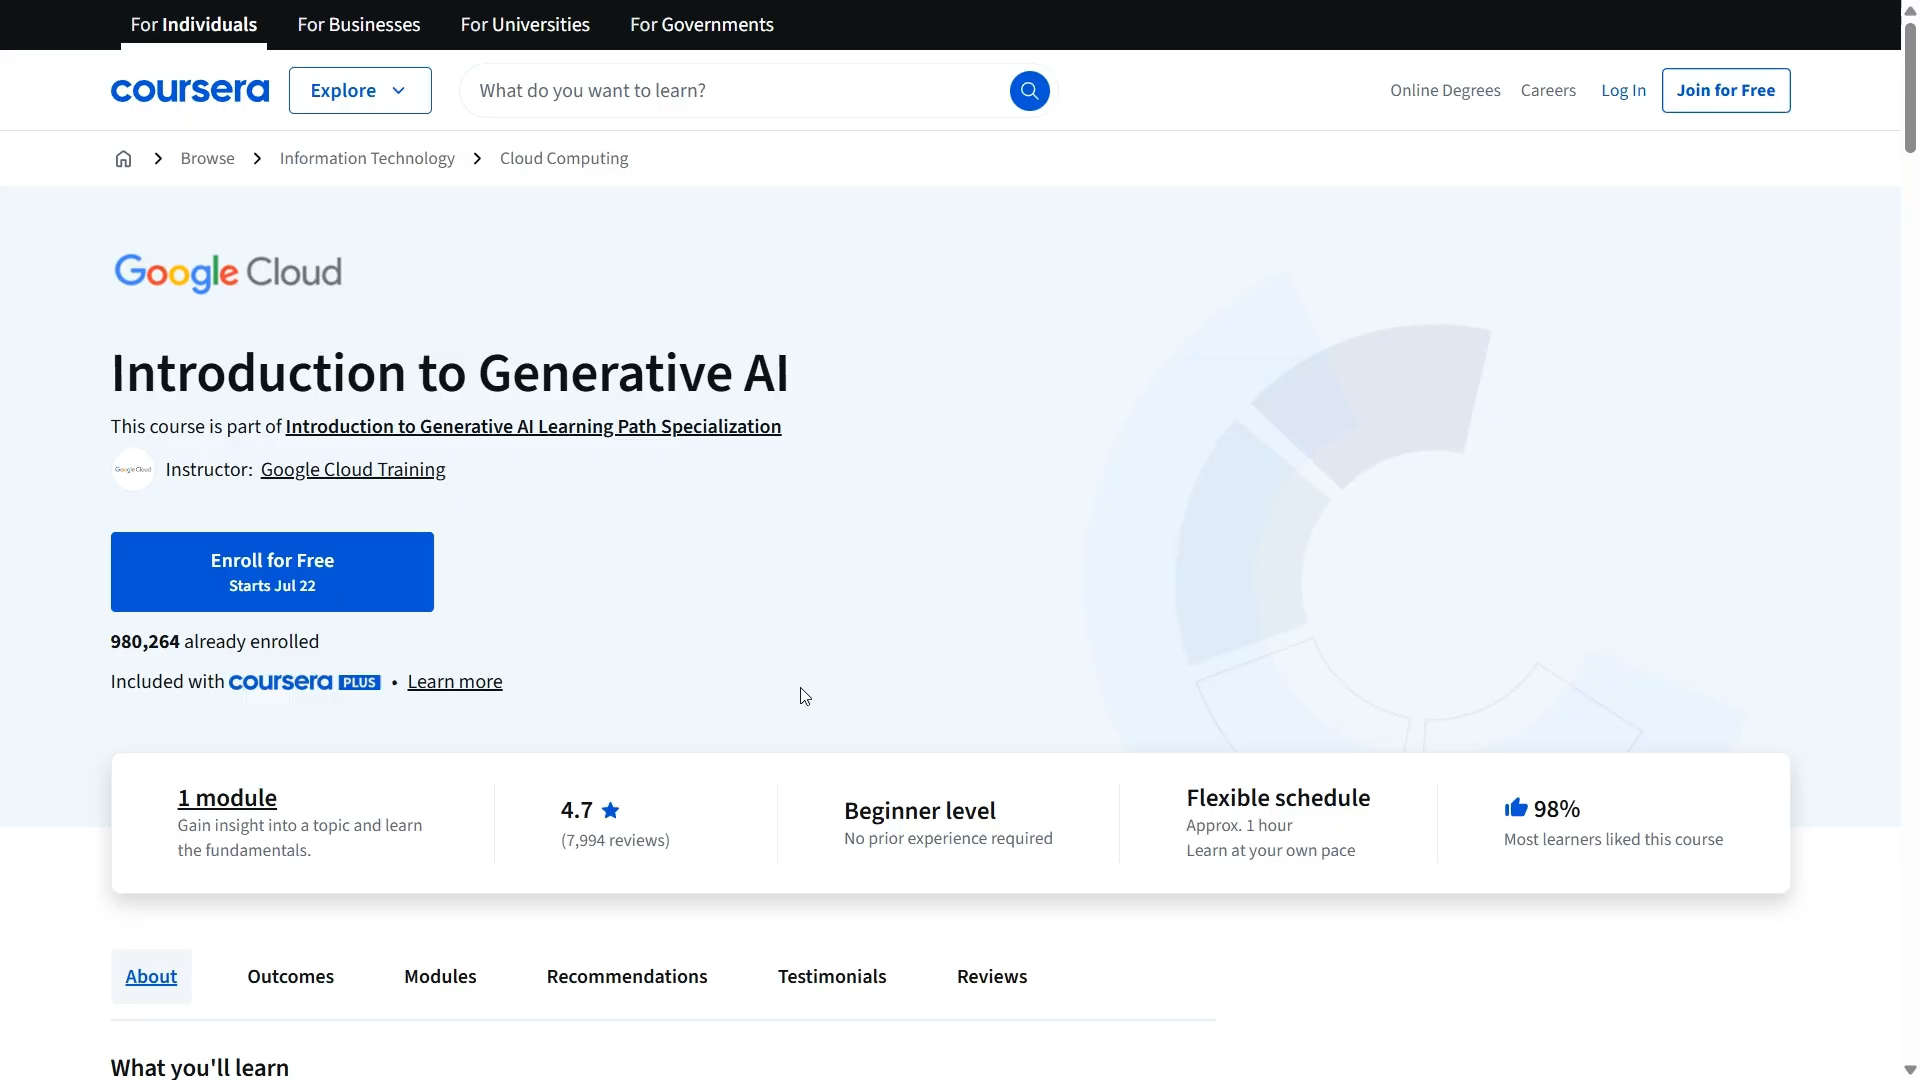 For Individuals For Businesses For Universities For Governments
coursera Explore What do you want to learn? Online Degrees Careers Log In Join for Free
Browse Information Technology Cloud Computing
Google Cloud
Introduction to Generative AI
This course is part of Introduction to Generative AI Learning Path Specialization
Google Cloud Instructor: Google Cloud Training
Enroll for Free
Starts Jul 22
980,264 already enrolled
Included with coursera PLUS • Learn more
1 module
Gain insight into a topic and learn
the fundamentals.
4.7
(7,994 reviews)
Beginner level
No prior experience required
Flexible schedule
Approx. 1 hour
Learn at your own pace
98%
Most learners liked this course
About Outcomes Modules Recommendations Testimonials Reviews
What you'll learn